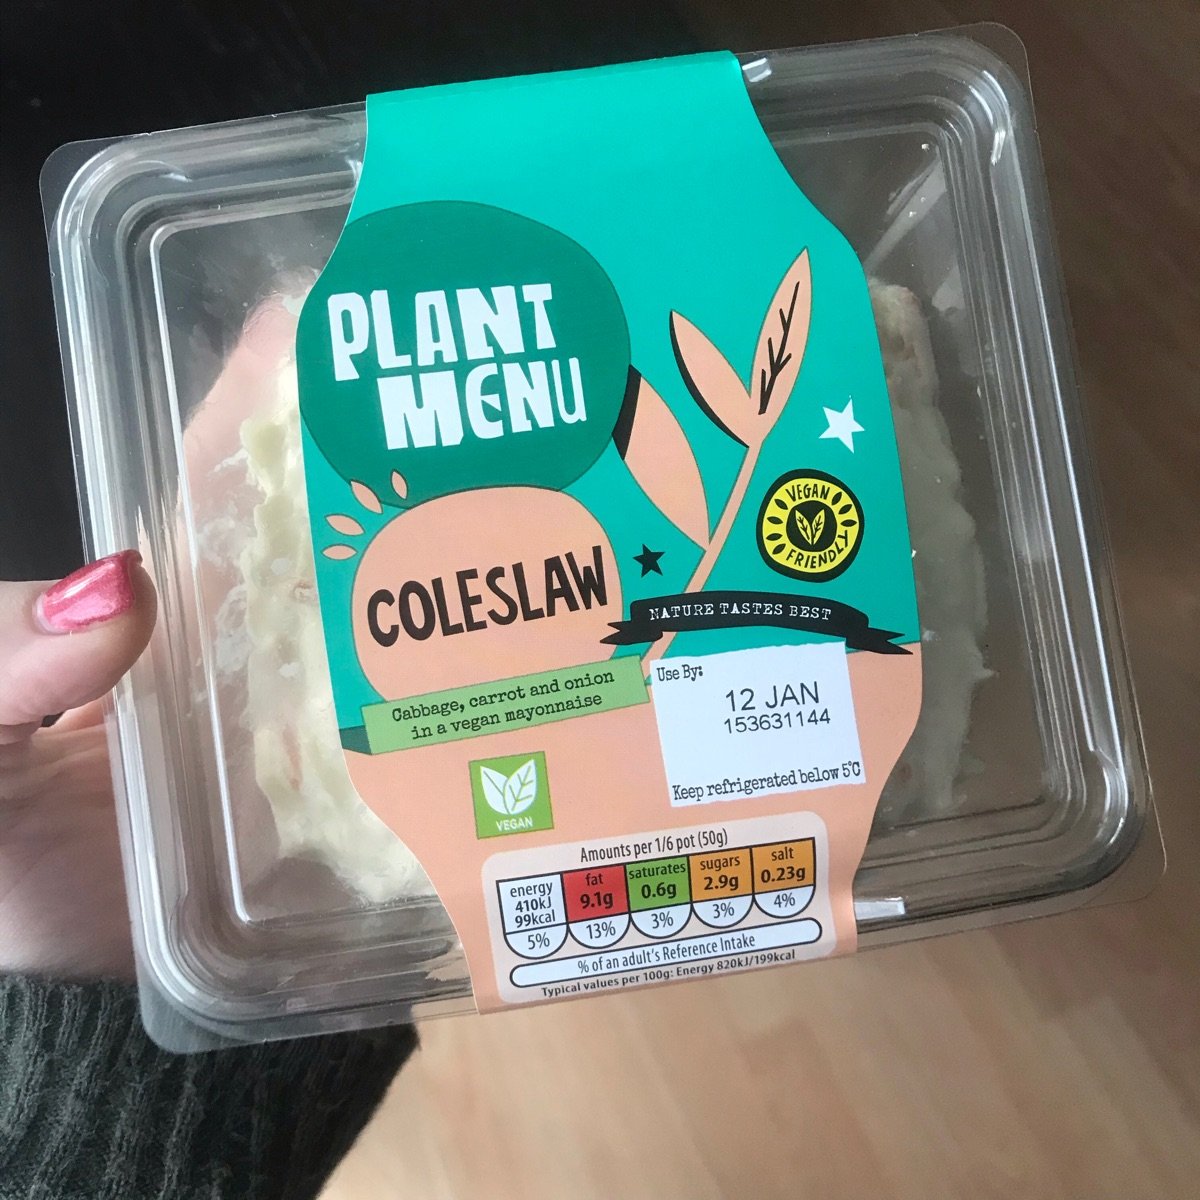 PLANT
MENU
VEGAN
FRIENDLY
COLESLAW
NATURE TASTES BEST
Cabbage, carrot and onion
in a vegan mayonnaise
Use By:
12 JAN
153631144
Keep refrigerated below 5°C
VEGAN
Amounts per 1/6 pot (50g)
energy 410kJ 99kcal 5%
fat 9.1g 13%
saturates 0.6g 3%
sugars 2.9g 3%
salt 0.23g 4%
% of an adult's Reference Intake
Typical values per 100g: Energy 820kJ/199kcal